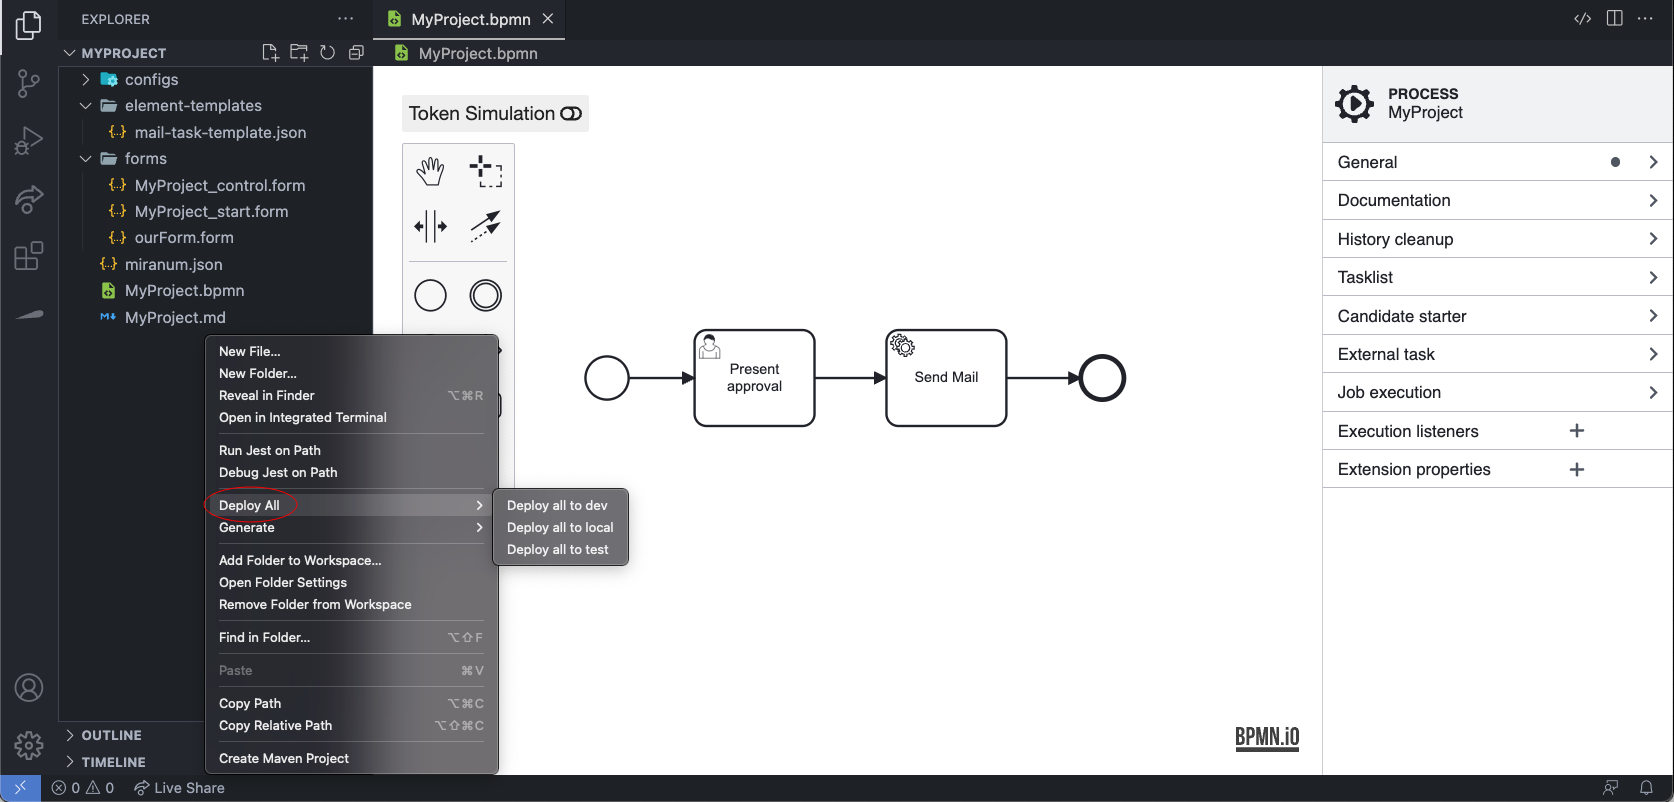 EXPLORER
MyProject.bpmn
MYPROJECT
MyProject.bpmn
configs
element-templates
{..} mail-task-template.json
forms
{..} MyProject_control.form
{..} MyProject_start.form
{..} ourForm.form
{..} miranum.json
MyProject.bpmn
MyProject.md
OUTLINE
TIMELINE
Token Simulation
New File...
New Folder...
Reveal in Finder ⌥⌘R
Open in Integrated Terminal
Run Jest on Path
Debug Jest on Path
Deploy All
Generate
Add Folder to Workspace...
Open Folder Settings
Remove Folder from Workspace
Find in Folder... ⌥⇧F
Paste ⌘V
Copy Path ⌥⌘C
Copy Relative Path ⌥⇧⌘C
Create Maven Project
Deploy all to dev
Deploy all to local
Deploy all to test
Present
approval
Send Mail
BPMN.iO
PROCESS
MyProject
General
Documentation
History cleanup
Tasklist
Candidate starter
External task
Job execution
Execution listeners
Extension properties
0 0 Live Share